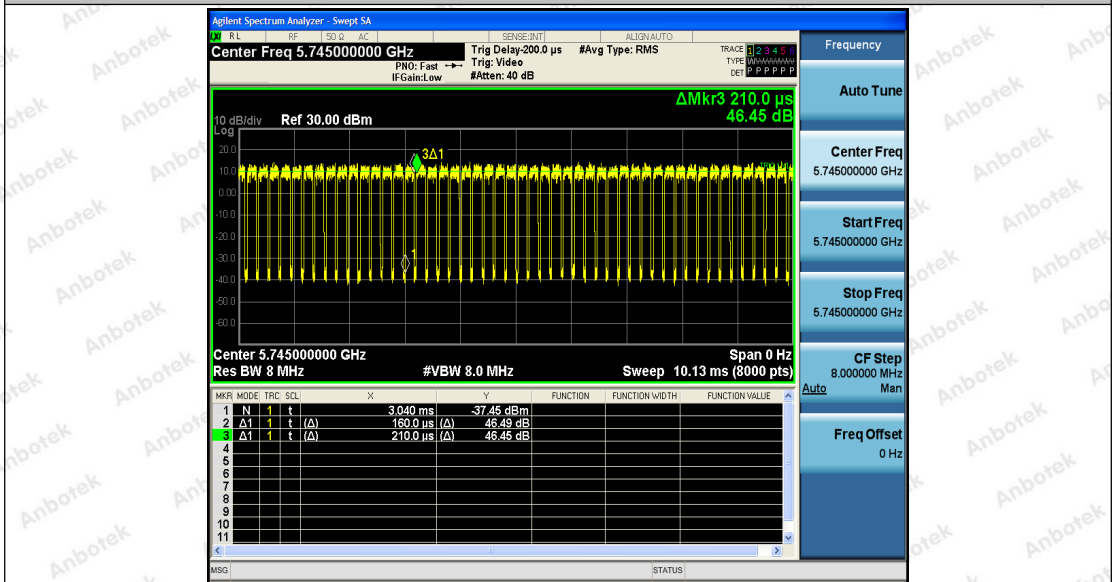 Agilent Spectrum Analyzer - Swept SA
LXI RL RF 50 Ω AC SENSE:INT ALIGNAUTO
Center Freq 5.745000000 GHz
PNO: Fast
IFGain:Low
Trig Delay-200.0 µs
Trig: Video
#Atten: 40 dB
#Avg Type: RMS
TRACE 1 2 3 4 5 6
TYPE
DET P P P P P P
ΔMkr3 210.0 µs
46.45 dB
10 dB/div Ref 30.00 dBm
Log
20.0
10.0
0.00
-10.0
-20.0
-30.0
-40.0
-50.0
-60.0
3Δ1
1
Center 5.745000000 GHz Span 0 Hz
Res BW 8 MHz #VBW 8.0 MHz Sweep 10.13 ms (8000 pts)
MKR MODE TRC SCL X Y FUNCTION FUNCTION WIDTH FUNCTION VALUE
1 N 1 t 3.040 ms -37.45 dBm
2 Δ1 1 t (Δ) 160.0 µs (Δ) 46.49 dB
3 Δ1 1 t (Δ) 210.0 µs (Δ) 46.45 dB
4
5
6
7
8
9
10
11
MSG STATUS
Frequency
Auto Tune
Center Freq
5.745000000 GHz
Start Freq
5.745000000 GHz
Stop Freq
5.745000000 GHz
CF Step
8.000000 MHz
Auto Man
Freq Offset
0 Hz
Anbotek